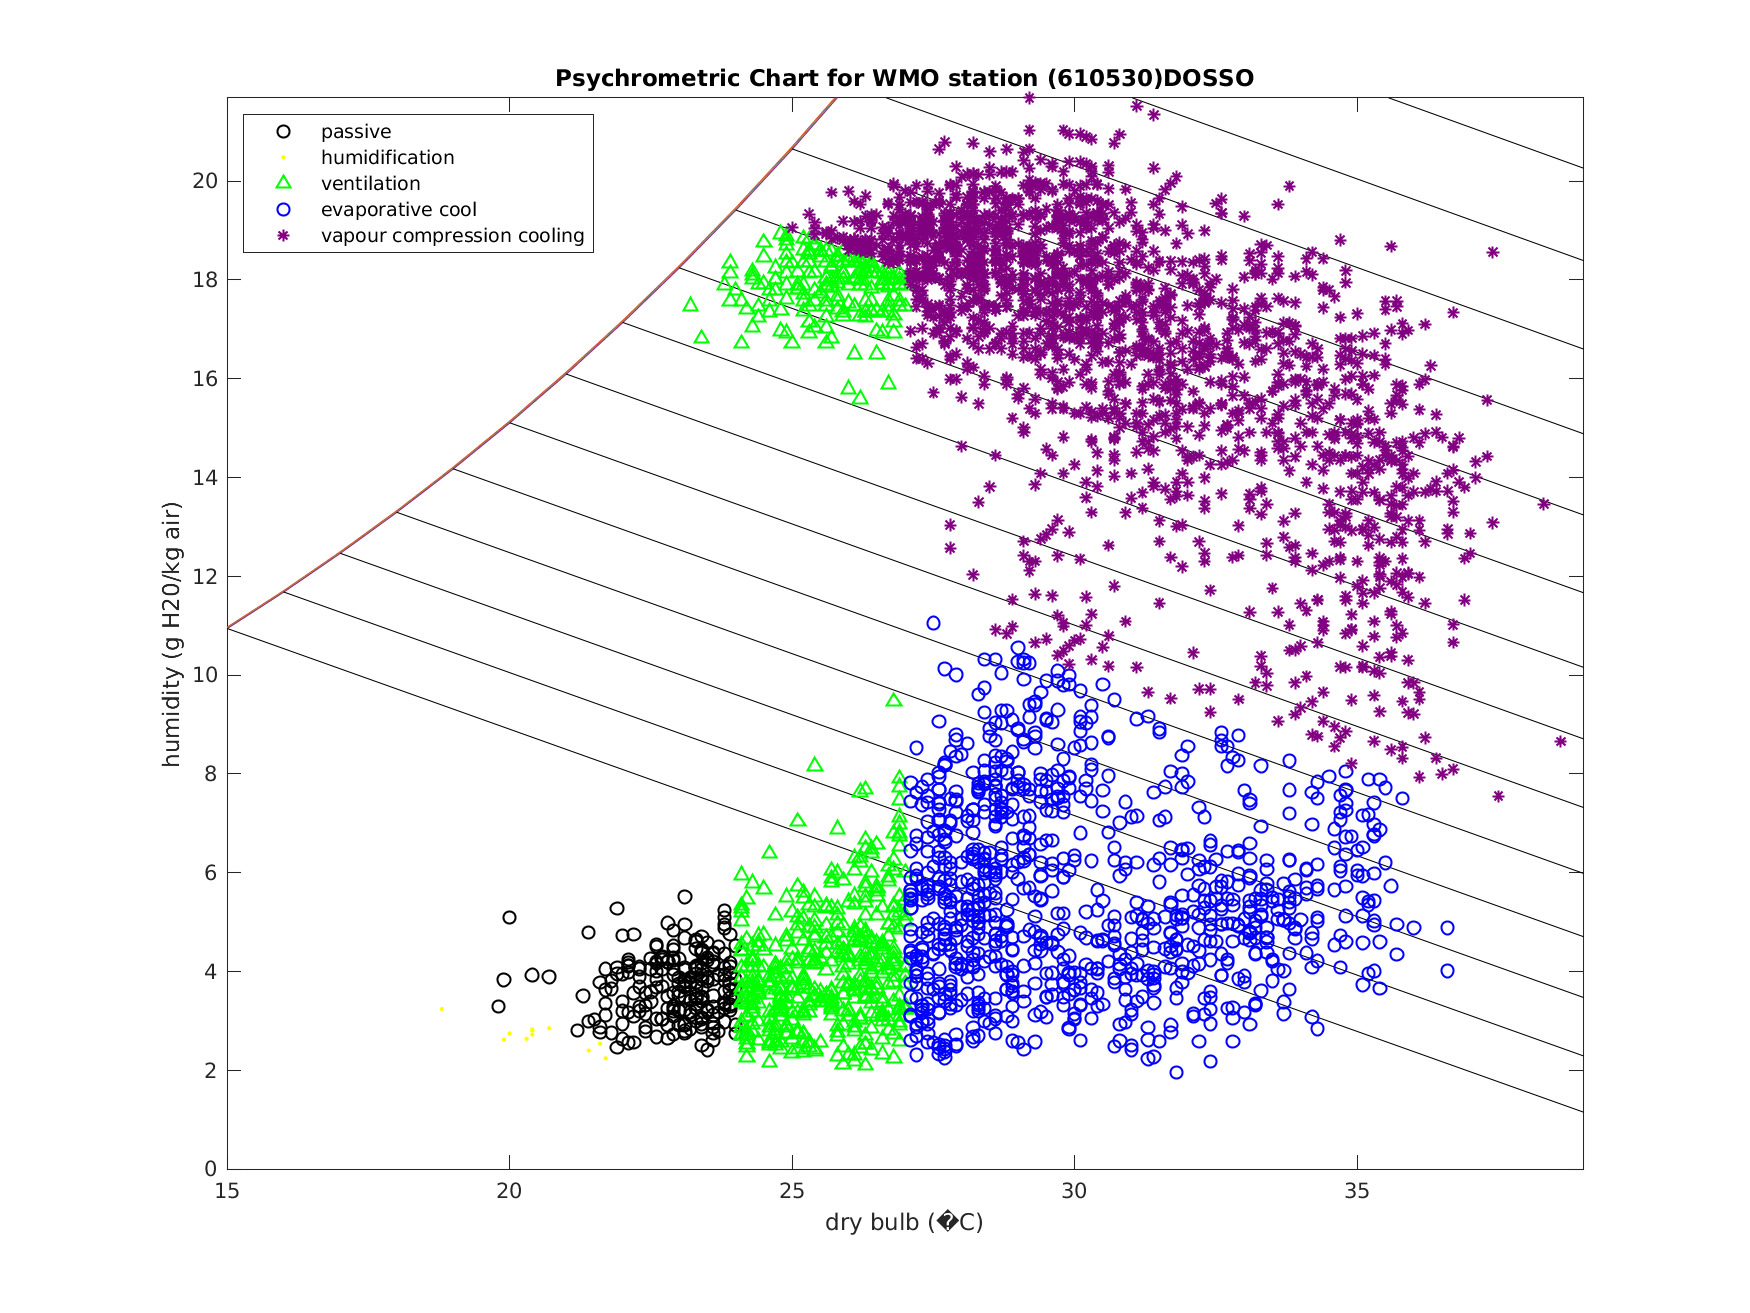 Psychrometric Chart for WMO station (610530)DOSSO
passive
humidification
ventilation
evaporative cool
vapour compression cooling
humidity (g H20/kg air)
20
18
16
14
12
10
8
6
4
2
0
15 20 25 30 35
dry bulb (�C)